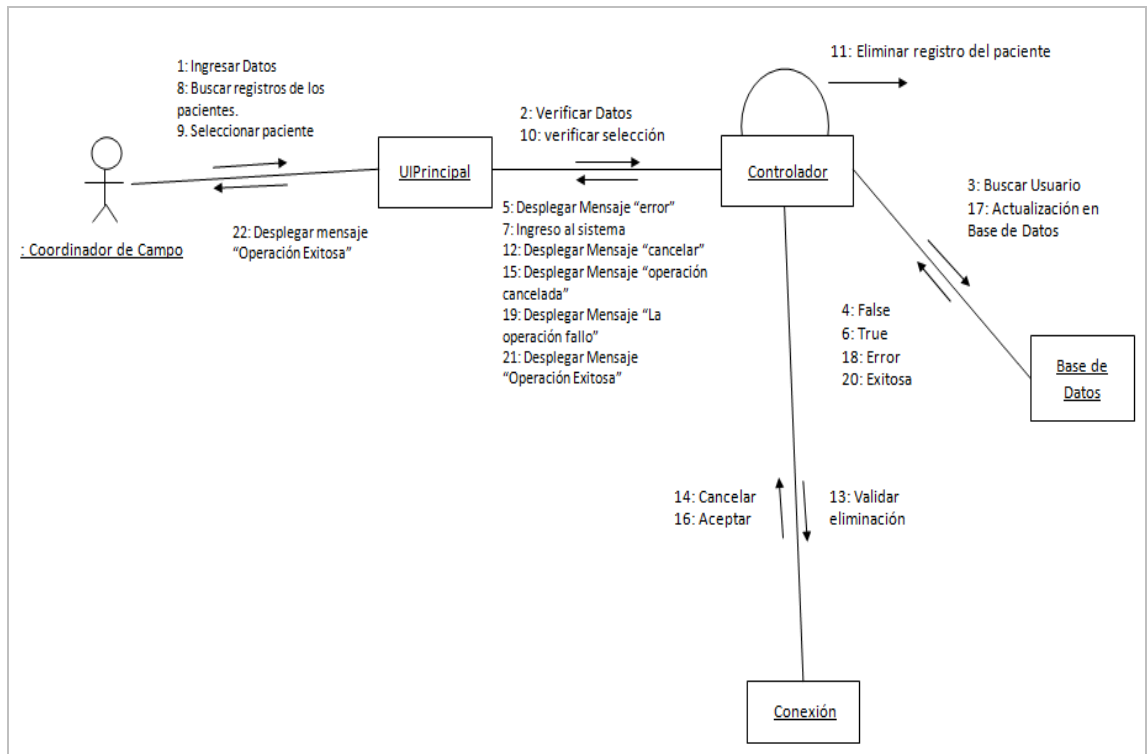 11: Eliminar registro del paciente
1: Ingresar Datos
8: Buscar registros de los
pacientes.
9. Seleccionar paciente
2: Verificar Datos
10: verificar selección
UIPrincipal
Controlador
3: Buscar Usuario
17: Actualización en
Base de Datos
: Coordinador de Campo
22: Desplegar mensaje
“Operación Exitosa”
5: Desplegar Mensaje “error”
7: Ingreso al sistema
12: Desplegar Mensaje “cancelar”
15: Desplegar Mensaje “operación
cancelada”
19: Desplegar Mensaje “La
operación fallo”
21: Desplegar Mensaje
“Operación Exitosa”
4: False
6: True
18: Error
20: Exitosa
Base de
Datos
14: Cancelar
16: Aceptar
13: Validar
eliminación
Conexión